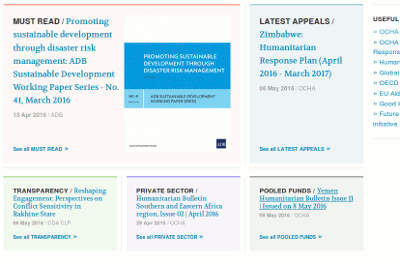 MUST READ / Promoting
sustainable development
through disaster risk
management: ADB
Sustainable Development
Working Paper Series - No.
41, March 2016
13 Apr 2016 / ADB
See all MUST READ »
PROMOTING SUSTAINABLE
DEVELOPMENT THROUGH
DISASTER RISK MANAGEMENT
ADB SUSTAINABLE DEVELOPMENT
WORKING PAPER SERIES
ADB
LATEST APPEALS /
Zimbabwe:
Humanitarian
Response Plan (April
2016 - March 2017)
06 May 2016 / OCHA
See all LATEST APPEALS »
USEFUL
» OCHA
Respons
» Human
» Global
» OECD
» EU Aid
» Good H
» Future
initiative
TRANSPARENCY / Reshaping
Engagement: Perspectives on
Conflict Sensitivity in
Rakhine State
06 May 2016 / CDA CLP
See all TRANSPARENCY »
PRIVATE SECTOR /
Humanitarian Bulletin
Southern and Eastern Africa
region, Issue 02 | April 2016
29 Apr 2016 / OCHA
See all PRIVATE SECTOR »
POOLED FUNDS / Yemen
Humanitarian Bulletin Issue 11
| Issued on 8 May 2016
09 May 2016 / OCHA
See all POOLED FUNDS »